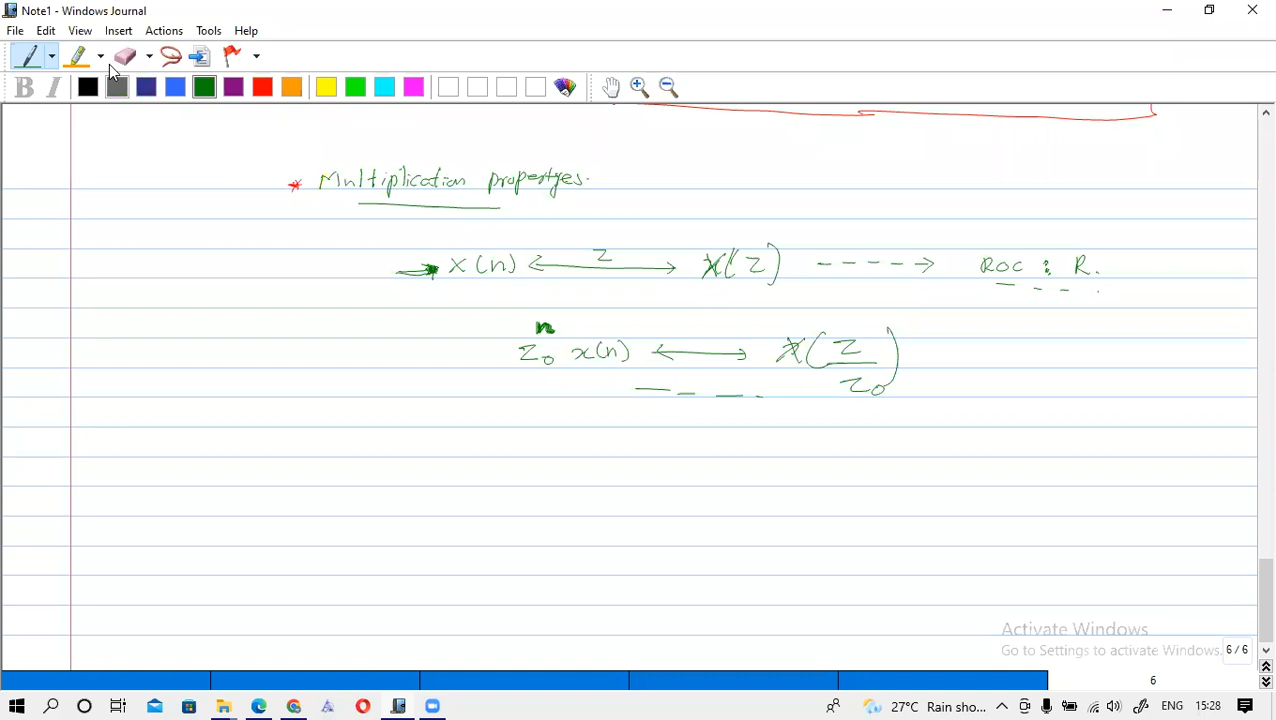 Note1 - Windows Journal
File Edit View Insert Actions Tools Help
B I
* Multiplication propertyes.
→ X(n) ⟷ Z X(Z) - - - - → ROC : R.
Z₀ⁿ x(n) ⟷ X(Z/Z₀)
Activate Windows
Go to Settings to activate Windows.
6/6
6
27°C Rain sho... ENG 15:28